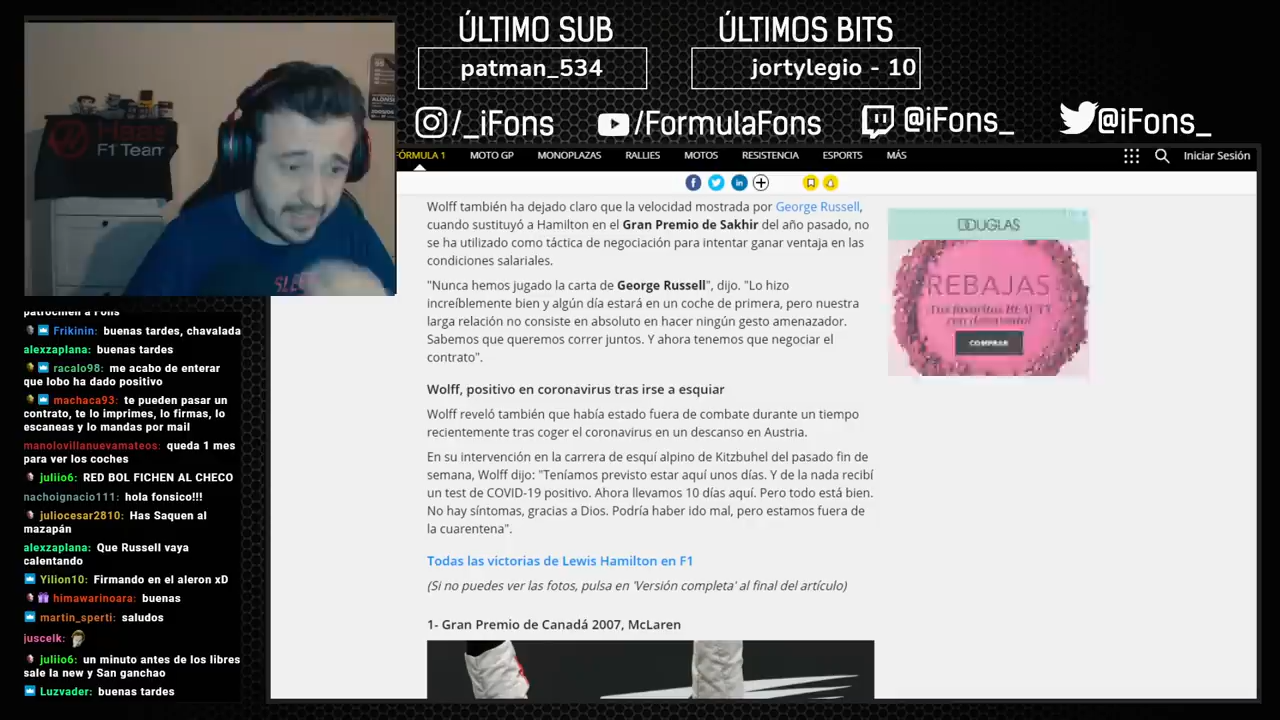 ÚLTIMO SUB
patman_534
ÚLTIMOS BITS
jortylegio - 10
/_iFons
/FormulaFons
@iFons_
@iFons_
Haas
F1 Team
ALONSO
FÓRMULA 1 MOTO GP MONOPLAZAS RALLIES MOTOS RESISTENCIA ESPORTS MÁS
Iniciar Sesión
Wolff también ha dejado claro que la velocidad mostrada por George Russell,
cuando sustituyó a Hamilton en el Gran Premio de Sakhir del año pasado, no
se ha utilizado como táctica de negociación para intentar ganar ventaja en las
condiciones salariales.
"Nunca hemos jugado la carta de George Russell", dijo. "Lo hizo
increíblemente bien y algún día estará en un coche de primera, pero nuestra
larga relación no consiste en absoluto en hacer ningún gesto amenazador.
Sabemos que queremos correr juntos. Y ahora tenemos que negociar el
contrato".
Wolff, positivo en coronavirus tras irse a esquiar
Wolff reveló también que había estado fuera de combate durante un tiempo
recientemente tras coger el coronavirus en un descanso en Austria.
En su intervención en la carrera de esquí alpino de Kitzbuhel del pasado fin de
semana, Wolff dijo: "Teníamos previsto estar aquí unos días. Y de la nada recibí
un test de COVID-19 positivo. Ahora llevamos 10 días aquí. Pero todo está bien.
No hay síntomas, gracias a Dios. Podría haber ido mal, pero estamos fuera de
la cuarentena".
Todas las victorias de Lewis Hamilton en F1
(Si no puedes ver las fotos, pulsa en 'Versión completa' al final del artículo)
1- Gran Premio de Canadá 2007, McLaren
DOUGLAS
REBAJAS
Tus favoritos BEAUTY
con descuento!
COMPRAR
patrocinen a Fons
Frikinin: buenas tardes, chavalada
alexzaplana: buenas tardes
racalo98: me acabo de enterar
que lobo ha dado positivo
machaca93: te pueden pasar un
contrato, te lo imprimes, lo firmas, lo
escaneas y lo mandas por mail
manolovillanuevamateos: queda 1 mes
para ver los coches
juliio6: RED BOL FICHEN AL CHECO
nachoignacio111: hola fonsico!!!
juliocesar2810: Has Saquen al
mazapán
alexzaplana: Que Russell vaya
calentando
Yilion10: Firmando en el aleron xD
himawarinoara: buenas
martin_sperti: saludos
juscelk:
juliio6: un minuto antes de los libres
sale la new y San ganchao
Luzvader: buenas tardes